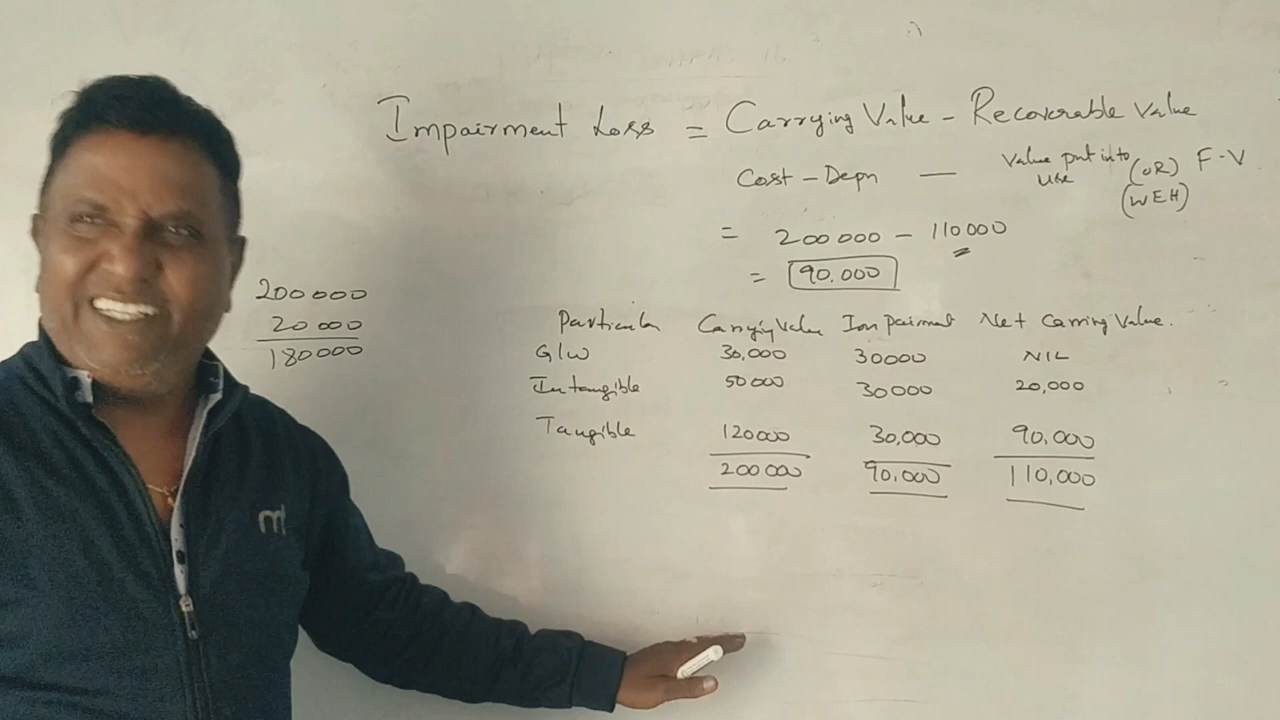 Impairment Loss = Carrying Value - Recoverable Value
Cost - Depn — Value put into use (OR) F-V
(WEH)
= 200000 - 110000
= 90,000
200000
20000
180000
Particular Carryig Value Impairment Net Carring Value.
G/W 30,000 30000 NIL
Intangible 50000 30000 20,000
Tangible 120000 30,000 90,000
200000 90,000 110,000
m